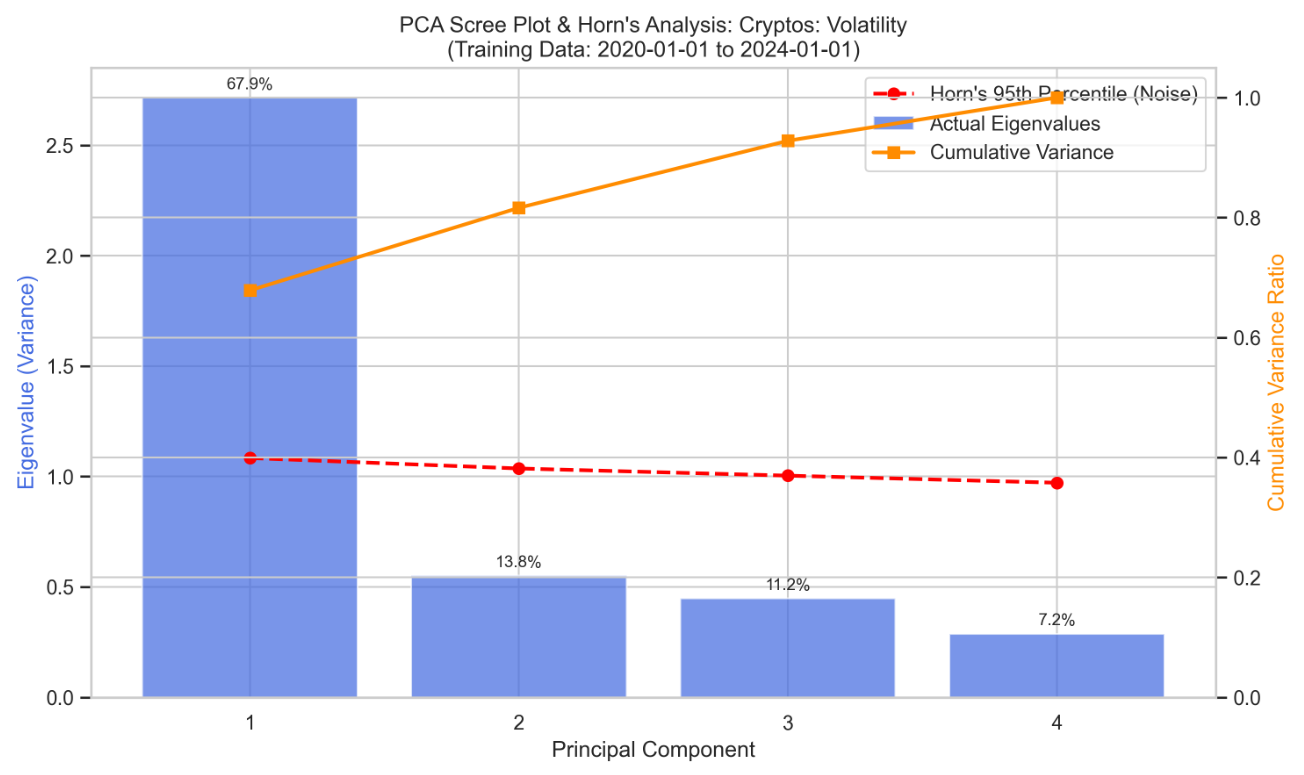 PCA Scree Plot & Horn's Analysis: Cryptos: Volatility
(Training Data: 2020-01-01 to 2024-01-01)
67.9%
13.8%
11.2%
7.2%
Horn's 95th Percentile (Noise)
Actual Eigenvalues
Cumulative Variance
Eigenvalue (Variance)
2.5
2.0
1.5
1.0
0.5
0.0
1.0
0.8
0.6
0.4
0.2
0.0
Cumulative Variance Ratio
1
2
3
4
Principal Component